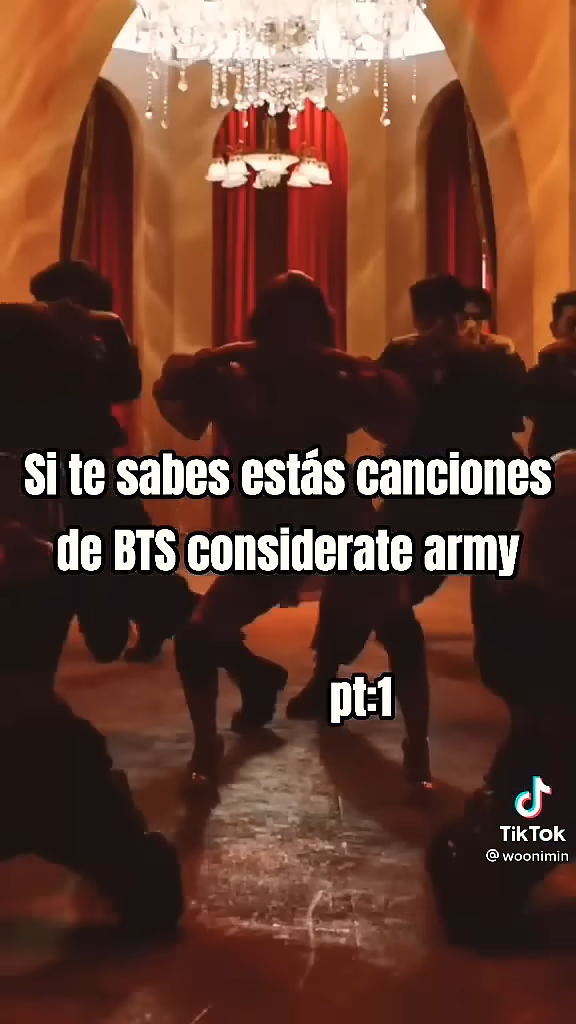 Si te sabes estás canciones
de BTS considerate army
pt:1
TikTok
@woonimin